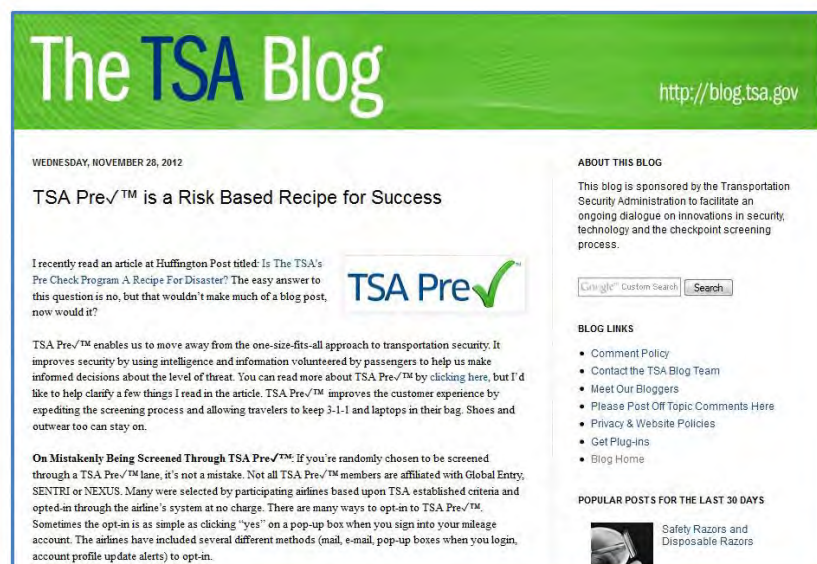 The TSA Blog
http://blog.tsa.gov
WEDNESDAY, NOVEMBER 28, 2012
TSA Pre✓™ is a Risk Based Recipe for Success
I recently read an article at Huffington Post titled: Is The TSA's
Pre Check Program A Recipe For Disaster? The easy answer to
this question is no, but that wouldn't make much of a blog post,
now would it?
TSA Pre✓™
TSA Pre✓™ enables us to move away from the one-size-fits-all approach to transportation security. It
improves security by using intelligence and information volunteered by passengers to help us make
informed decisions about the level of threat. You can read more about TSA Pre✓™ by clicking here, but I'd
like to help clarify a few things I read in the article. TSA Pre✓™ improves the customer experience by
expediting the screening process and allowing travelers to keep 3-1-1 and laptops in their bag. Shoes and
outwear too can stay on.
On Mistakenly Being Screened Through TSA Pre✓™: If you're randomly chosen to be screened
through a TSA Pre✓™ lane, it's not a mistake. Not all TSA Pre✓™ members are affiliated with Global Entry,
SENTRI or NEXUS. Many were selected by participating airlines based upon TSA established criteria and
opted-in through the airline's system at no charge. There are many ways to opt-in to TSA Pre✓™.
Sometimes the opt-in is as simple as clicking "yes" on a pop-up box when you sign into your mileage
account. The airlines have included several different methods (mail, e-mail, pop-up boxes when you login,
account profile update alerts) to opt-in.
ABOUT THIS BLOG
This blog is sponsored by the Transportation
Security Administration to facilitate an
ongoing dialogue on innovations in security,
technology and the checkpoint screening
process.
Google™ Custom Search Search
BLOG LINKS
• Comment Policy
• Contact the TSA Blog Team
• Meet Our Bloggers
• Please Post Off Topic Comments Here
• Privacy & Website Policies
• Get Plug-ins
• Blog Home
POPULAR POSTS FOR THE LAST 30 DAYS
Safety Razors and
Disposable Razors